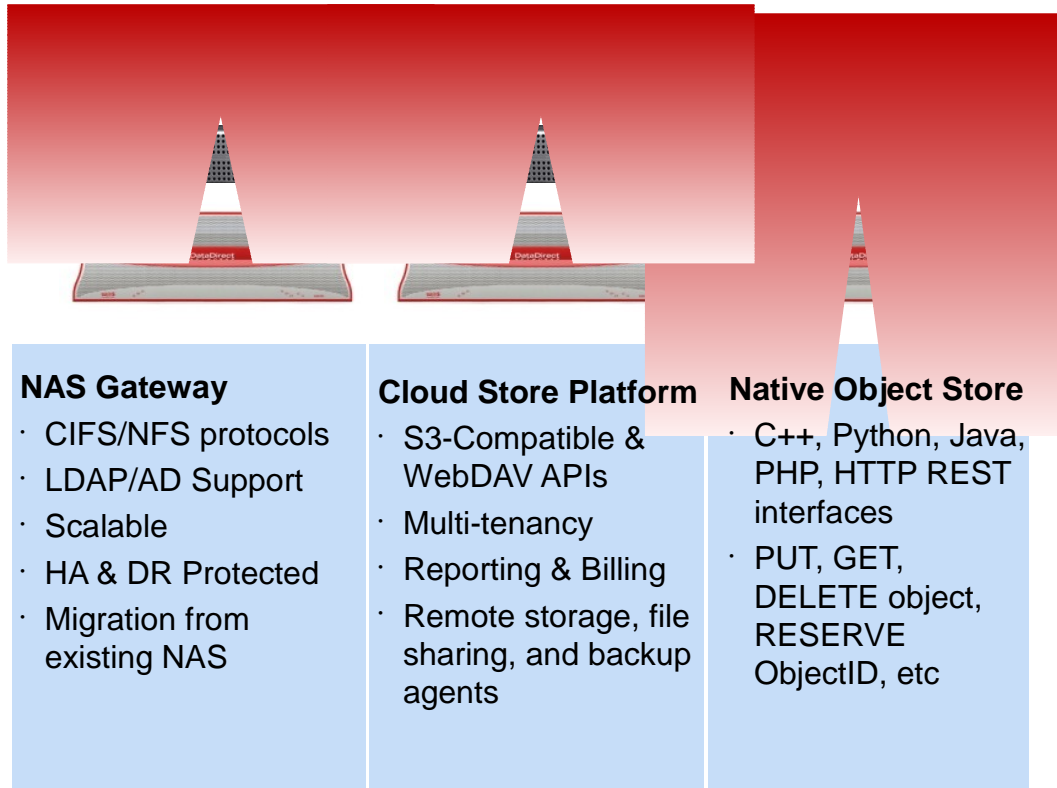 DataDirect
DataDirect
NAS Gateway
· CIFS/NFS protocols
· LDAP/AD Support
· Scalable
· HA & DR Protected
· Migration from
existing NAS
Cloud Store Platform
· S3-Compatible &
WebDAV APIs
· Multi-tenancy
· Reporting & Billing
· Remote storage, file
sharing, and backup
agents
Native Object Store
· C++, Python, Java,
PHP, HTTP REST
interfaces
· PUT, GET,
DELETE object,
RESERVE
ObjectID, etc